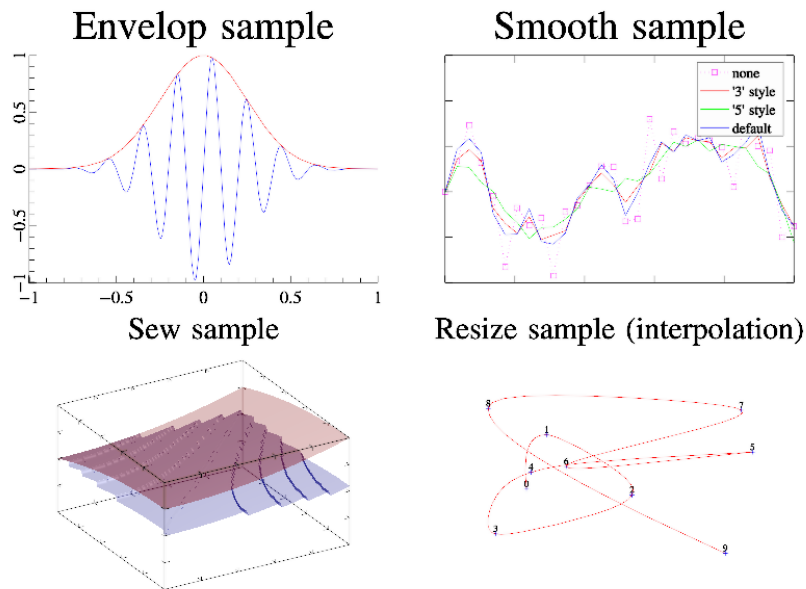 Envelop sample
Smooth sample
1
0.5
0
−0.5
−1
−1
−0.5
0
0.5
1
none
'3' style
'5' style
default
Sew sample
Resize sample (interpolation)
8
7
1
5
6
4
0
2
3
9